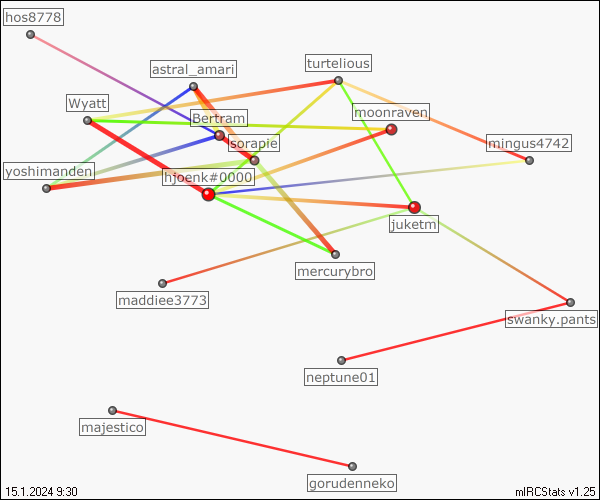 hos8778
astral_amari
turtelious
Wyatt
moonraven
Bertram
sorapie
mingus4742
yoshimanden
hjoenk#0000
juketm
mercurybro
maddiee3773
swanky.pants
neptune01
majestico
gorudenneko
15.1.2024 9:30
mIRCStats v1.25